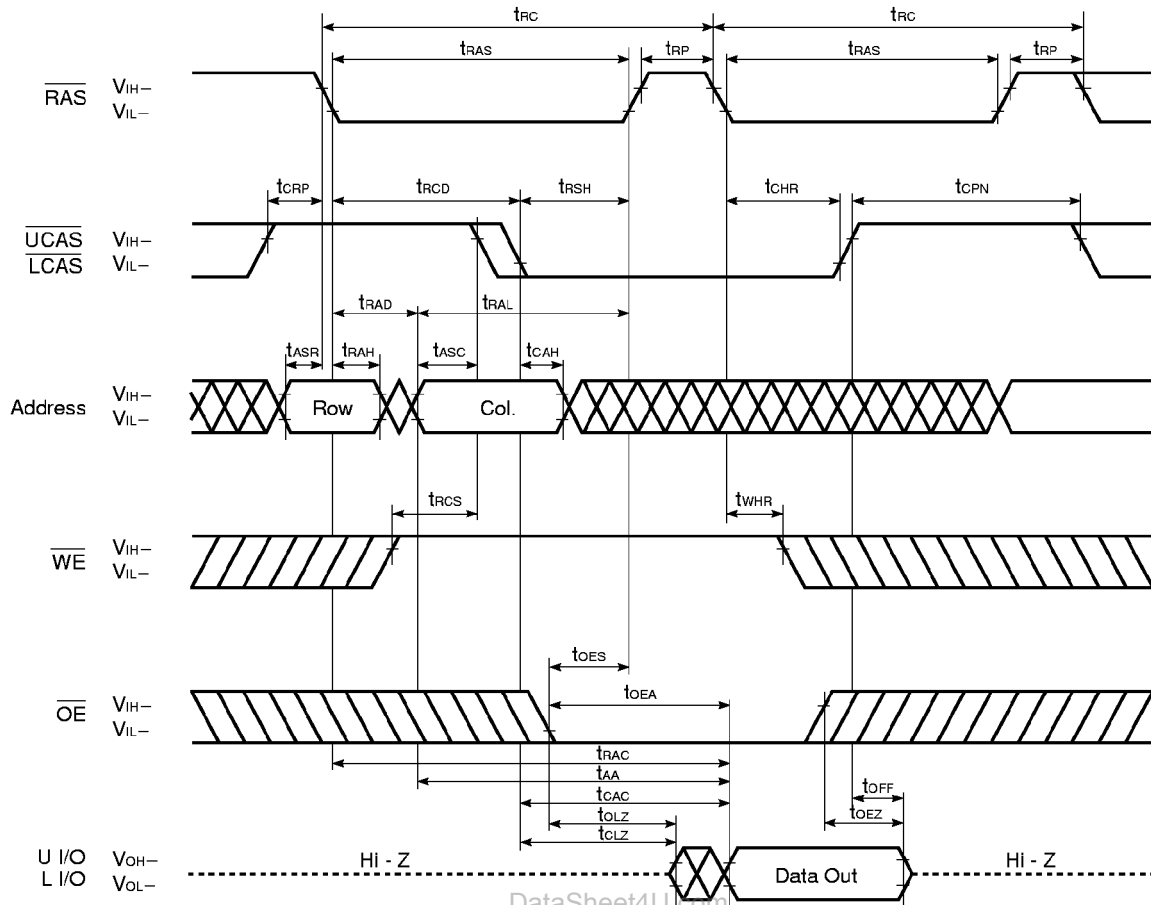 tRC tRC
tRAS tRP tRAS tRP
RAS VIH–
VIL–
tCRP tRCD tRSH tCHR tCPN
UCAS VIH–
LCAS VIL–
tRAD tRAL
tASR tRAH tASC tCAH
Address VIH–
VIL–
Row Col.
tRCS tWHR
WE VIH–
VIL–
tOES
tOEA
OE VIH–
VIL–
tRAC
tAA
tCAC tOFF
tOLZ tOEZ
tCLZ
U I/O VOH–
L I/O VOL–
Hi - Z Data Out Hi - Z
DataSheet4U.com